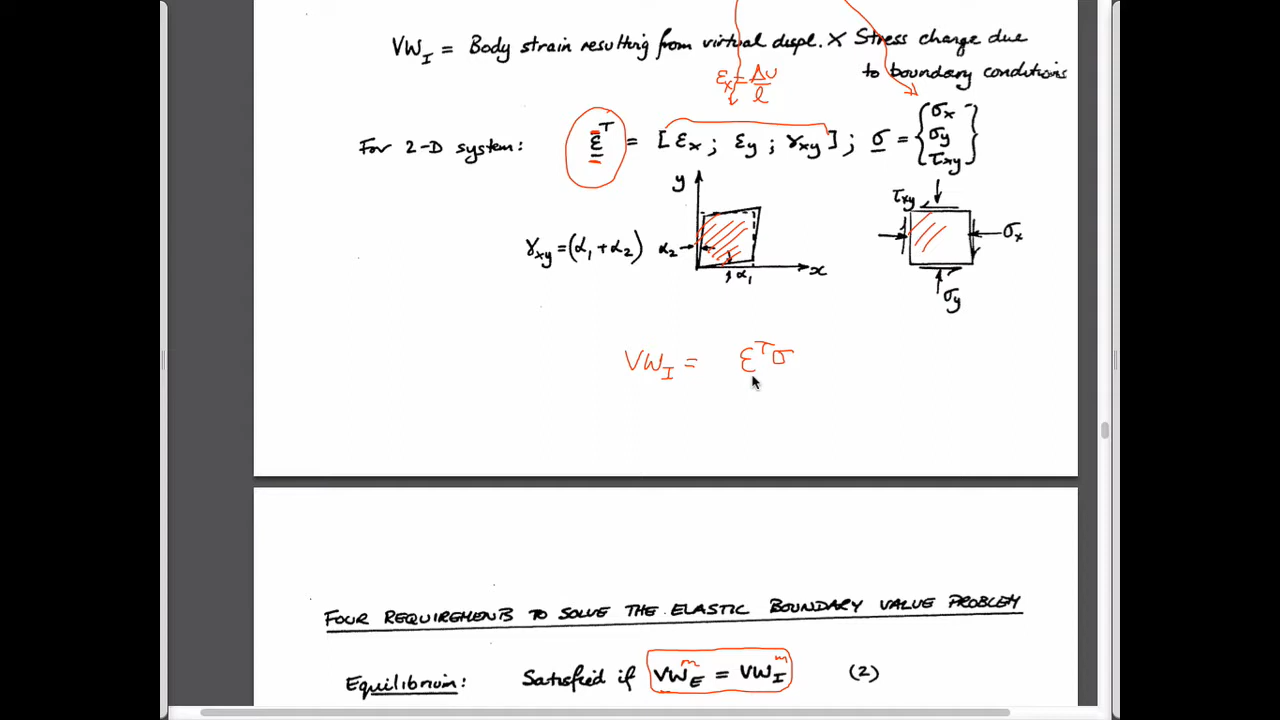 VW_I = Body strain resulting from virtual displ. X Stress change due
to boundary conditions
ε_x = Δu/l
For 2-D system: ε^T = [ε_x ; ε_y ; γ_xy] ; σ = {σ_x σ_y τ_xy}
y
τ_xy
γ_xy = (α_1 + α_2) α_2
σ_x
α_1 x
σ_y
VW_I = ε^T σ
FOUR REQUIREMENTS TO SOLVE THE ELASTIC BOUNDARY VALUE PROBLEM
Equilibrium: Satisfied if VW_E^m = VW_I^m (2)